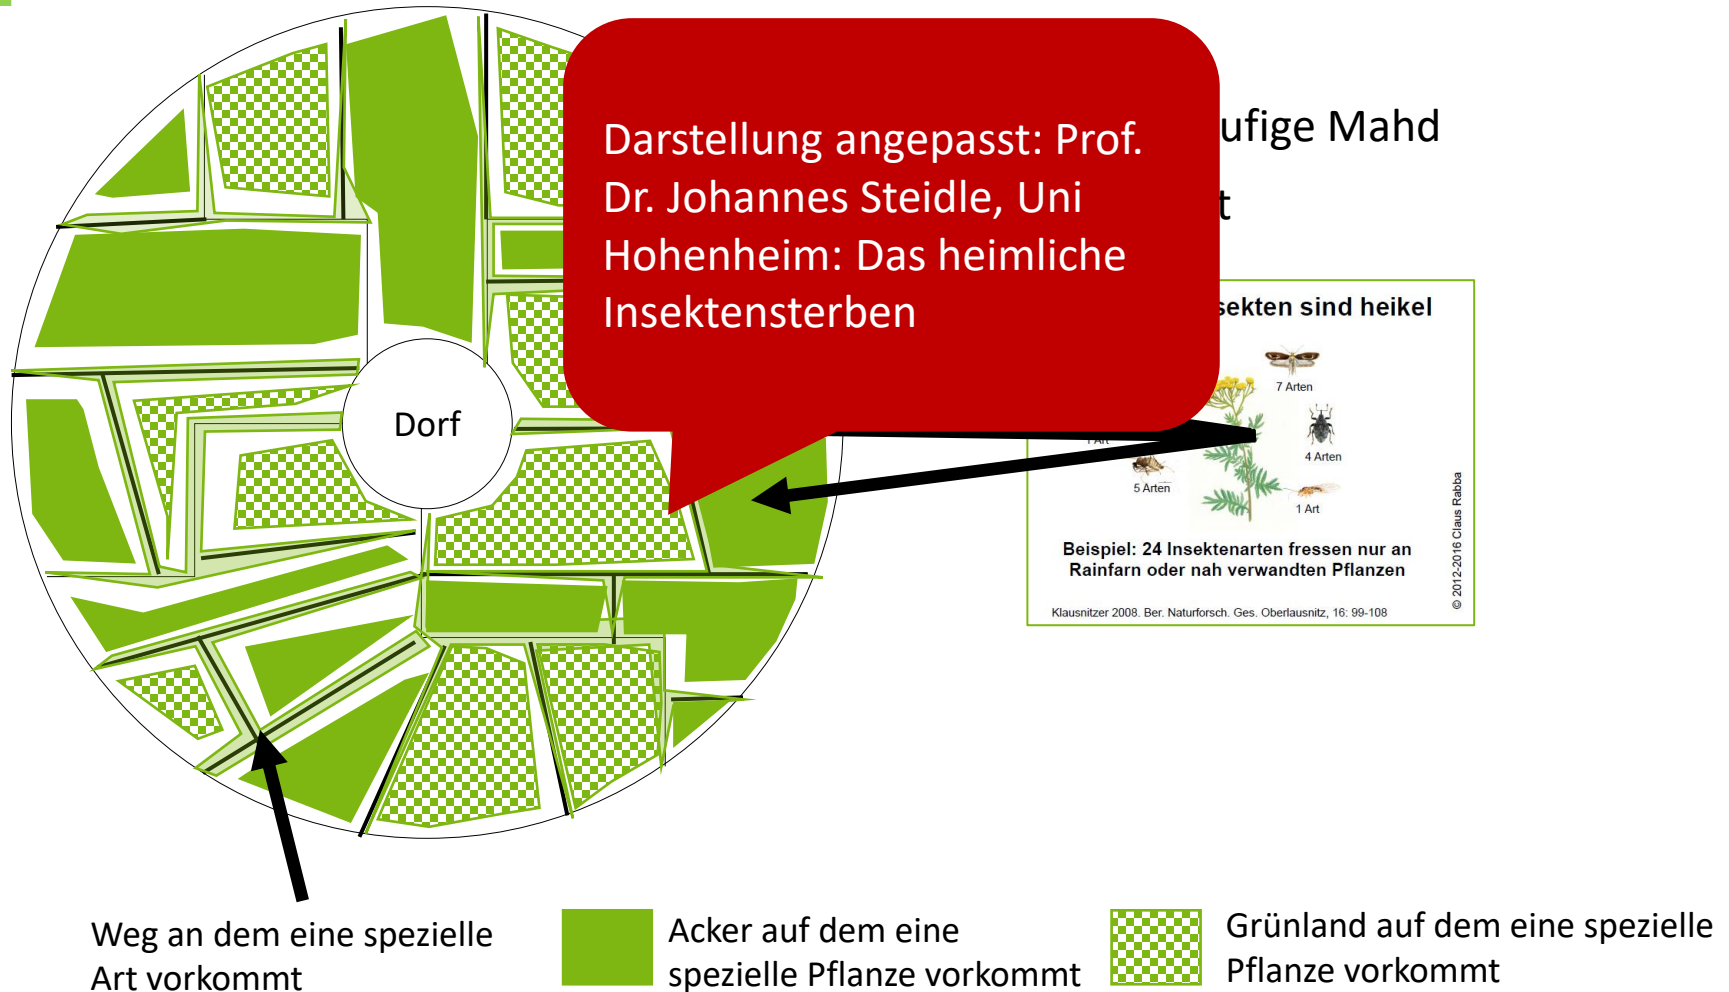 Darstellung angepasst: Prof.
Dr. Johannes Steidle, Uni
Hohenheim: Das heimliche
Insektensterben
ufige Mahd
t
sekten sind heikel
7 Arten
1 Art
4 Arten
5 Arten
1 Art
Beispiel: 24 Insektenarten fressen nur an
Rainfarn oder nah verwandten Pflanzen
Klausnitzer 2008. Ber. Naturforsch. Ges. Oberlausnitz, 16: 99-108
© 2012-2016 Claus Rabba
Dorf
Weg an dem eine spezielle
Art vorkommt
Acker auf dem eine
spezielle Pflanze vorkommt
Grünland auf dem eine spezielle
Pflanze vorkommt